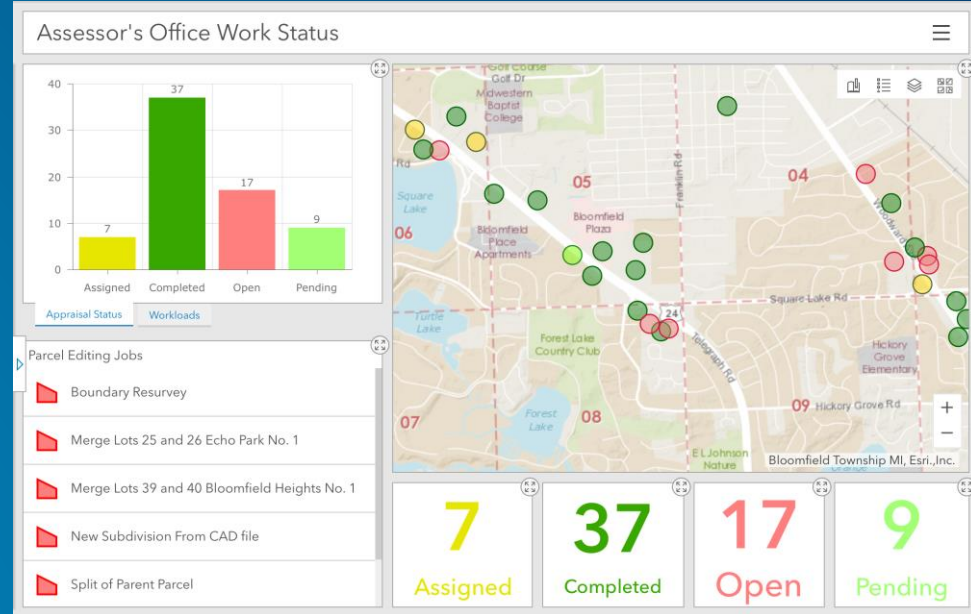 Assessor's Office Work Status
40
30
20
10
0
7
37
17
9
Assigned
Completed
Open
Pending
Appraisal Status
Workloads
Parcel Editing Jobs
Boundary Resurvey
Merge Lots 25 and 26 Echo Park No. 1
Merge Lots 39 and 40 Bloomfield Heights No. 1
New Subdivision From CAD file
Split of Parent Parcel
Golf Course
Golf Dr
Midwestern
Baptist
College
Rd
Square
Lake
05
04
06
Franklin Rd
Woodward
Bloomfield
Plaza
Bloomfield
Place
Apartments
Square Lake Rd
24
Turtle
Lake
Forest Lake
Country Club
Telegraph Rd
Hickory
Grove
Elementary
07
Forest
Lake
08
09
Hickory Grove Rd
+
−
E L Johnson
Nature
Bloomfield Township MI, Esri.,Inc.
7
Assigned
37
Completed
17
Open
9
Pending